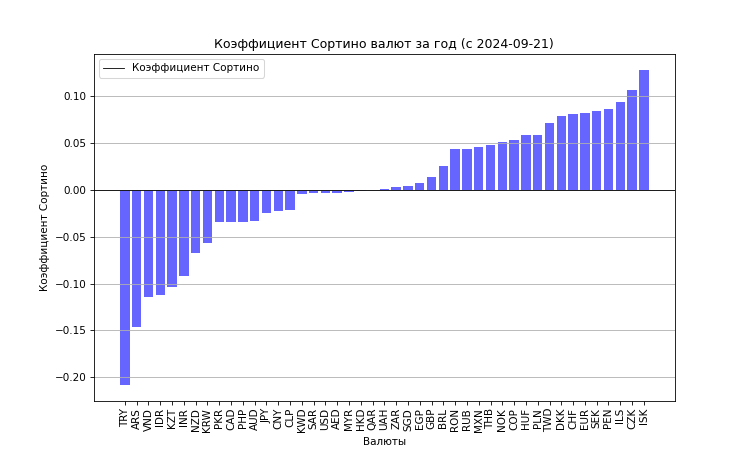 Коэффициент Сортино валют за год (с 2024-09-21)
Коэффициент Сортино
0.10
0.05
0.00
−0.05
−0.10
−0.15
−0.20
Коэффициент Сортино
TRY ARS VND IDR KZT INR NZD KRW PKR CAD PHP AUD JPY CNY CLP KWD SAR USD AED MYR HKD QAR UAH ZAR SGD EGP GBP BRL RON RUB MXN THB NOK COP HUF PLN TWD DKK CHF EUR SEK PEN ILS CZK ISK
Валюты